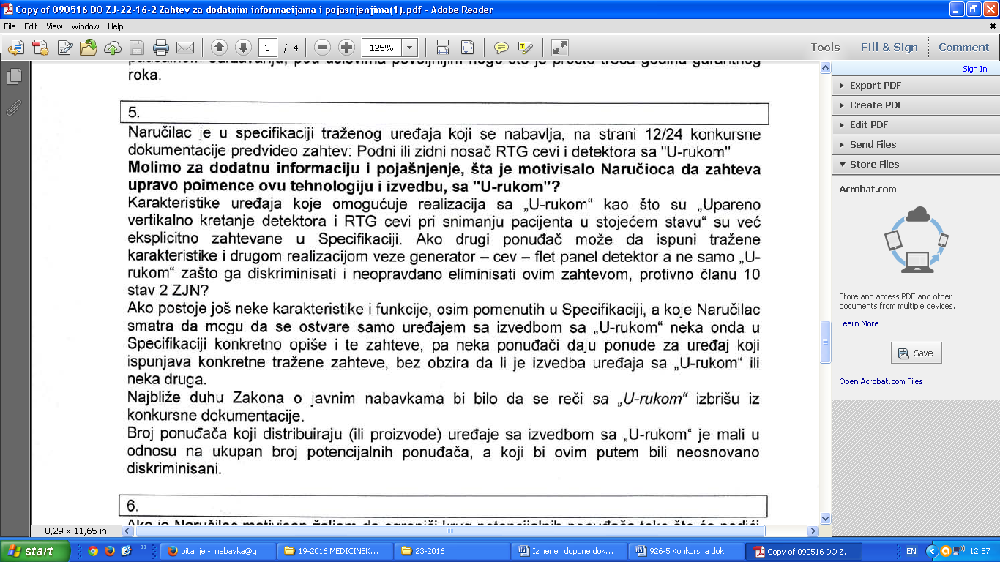 Copy of 090516 DO ZJ-22-16-2 Zahtev za dodatnim informacijama i pojasnjenjima(1).pdf - Adobe Reader
File Edit View Window Help
3 / 4 125% Tools Fill & Sign Comment
roka.
5.
Naručilac je u specifikaciji traženog uređaja koji se nabavlja, na strani 12/24 konkursne
dokumentacije predvideo zahtev: Podni ili zidni nosač RTG cevi i detektora sa "U-rukom"
Molimo za dodatnu informaciju i pojašnjenje, šta je motivisalo Naručioca da zahteva
upravo poimence ovu tehnologiju i izvedbu, sa "U-rukom"?
Karakteristike uređaja koje omogućuje realizacija sa „U-rukom“ kao što su „Upareno
vertikalno kretanje detektora i RTG cevi pri snimanju pacijenta u stojećem stavu“ su već
eksplicitno zahtevane u Specifikaciji. Ako drugi ponuđač može da ispuni tražene
karakteristike i drugom realizacijom veze generator – cev – flet panel detektor a ne samo „U-
rukom“ zašto ga diskriminisati i neopravdano eliminisati ovim zahtevom, protivno članu 10
stav 2 ZJN?
Ako postoje još neke karakteristike i funkcije, osim pomenutih u Specifikaciji, a koje Naručilac
smatra da mogu da se ostvare samo uređajem sa izvedbom sa „U-rukom“ neka onda u
Specifikaciji konkretno opiše i te zahteve, pa neka ponuđači daju ponude za uređaj koji
ispunjava konkretne tražene zahteve, bez obzira da li je izvedba uređaja sa „U-rukom“ ili
neka druga.
Najbliže duhu Zakona o javnim nabavkama bi bilo da se reči sa „U-rukom“ izbrišu iz
konkursne dokumentacije.
Broj ponuđača koji distribuiraju (ili proizvode) uređaje sa izvedbom sa „U-rukom“ je mali u
odnosu na ukupan broj potencijalnih ponuđača, a koji bi ovim putem bili neosnovano
diskriminisani.
6.
8,29 x 11,65 in
Sign In
Export PDF
Create PDF
Edit PDF
Send Files
Store Files
Acrobat.com
Store and access PDF and other
documents from multiple devices.
Learn More
Save
Open Acrobat.com Files
start pitanje - jnabavka@g... 19-2016 MEDICINSK... 23-2016 Izmene i dopune dok... 926-5 Konkursna dok... Copy of 090516 DO Z... EN 12:57